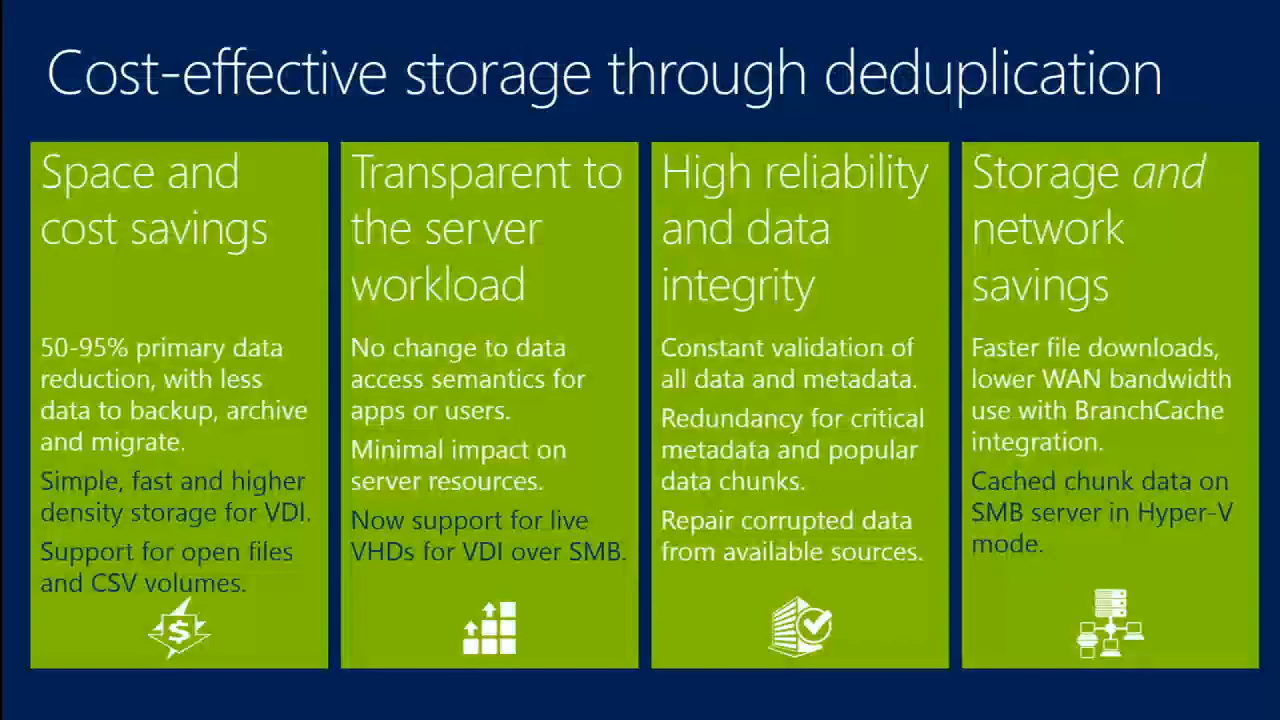 Cost-effective storage through deduplication
Space and
cost savings
50-95% primary data
reduction, with less
data to backup, archive
and migrate.
Simple, fast and higher
density storage for VDI.
Support for open files
and CSV volumes.
$
Transparent to
the server
workload
No change to data
access semantics for
apps or users.
Minimal impact on
server resources.
Now support for live
VHDs for VDI over SMB.
High reliability
and data
integrity
Constant validation of
all data and metadata.
Redundancy for critical
metadata and popular
data chunks.
Repair corrupted data
from available sources.
Storage and
network
savings
Faster file downloads,
lower WAN bandwidth
use with BranchCache
integration.
Cached chunk data on
SMB server in Hyper-V
mode.